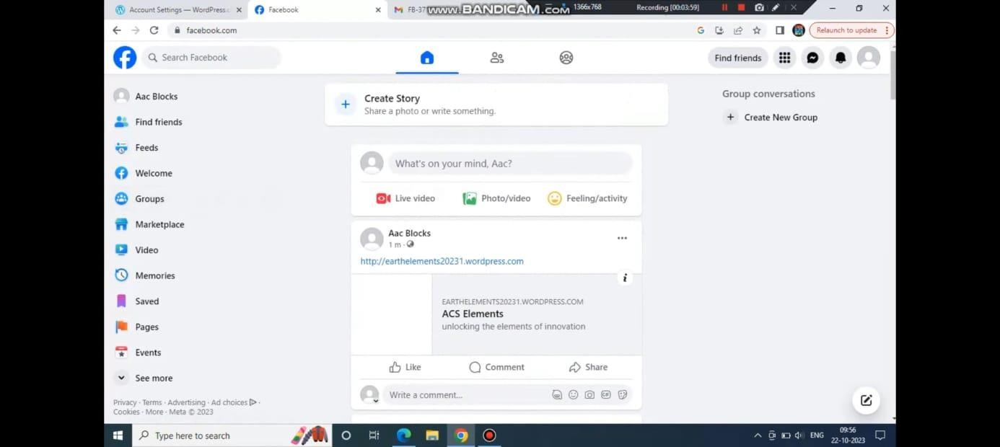 Account Settings — WordPress.c
Facebook
FB-37
www.BANDICAM.com
1366x768
Recording [00:03:59]
facebook.com
Relaunch to update
Search Facebook
Find friends
Aac Blocks
Find friends
Feeds
Welcome
Groups
Marketplace
Video
Memories
Saved
Pages
Events
See more
Privacy · Terms · Advertising · Ad choices ·
Cookies · More · Meta © 2023
Create Story
Share a photo or write something.
What's on your mind, Aac?
Live video
Photo/video
Feeling/activity
Aac Blocks
1 m ·
http://earthelements20231.wordpress.com
EARTHELEMENTS20231.WORDPRESS.COM
ACS Elements
unlocking the elements of innovation
Like
Comment
Share
Write a comment...
GIF
Group conversations
Create New Group
Type here to search
ENG
09:56
22-10-2023